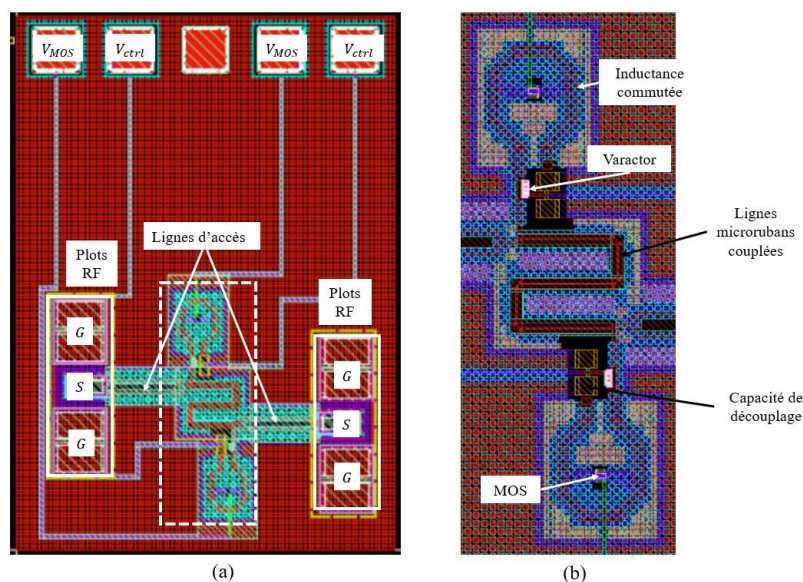 V_MOS
V_ctrl
V_MOS
V_ctrl
Lignes d'accès
Plots
RF
G
S
G
Plots
RF
G
S
G
(a)
Inductance
commutée
Varactor
Lignes
microrubans
couplées
Capacité de
découplage
MOS
(b)